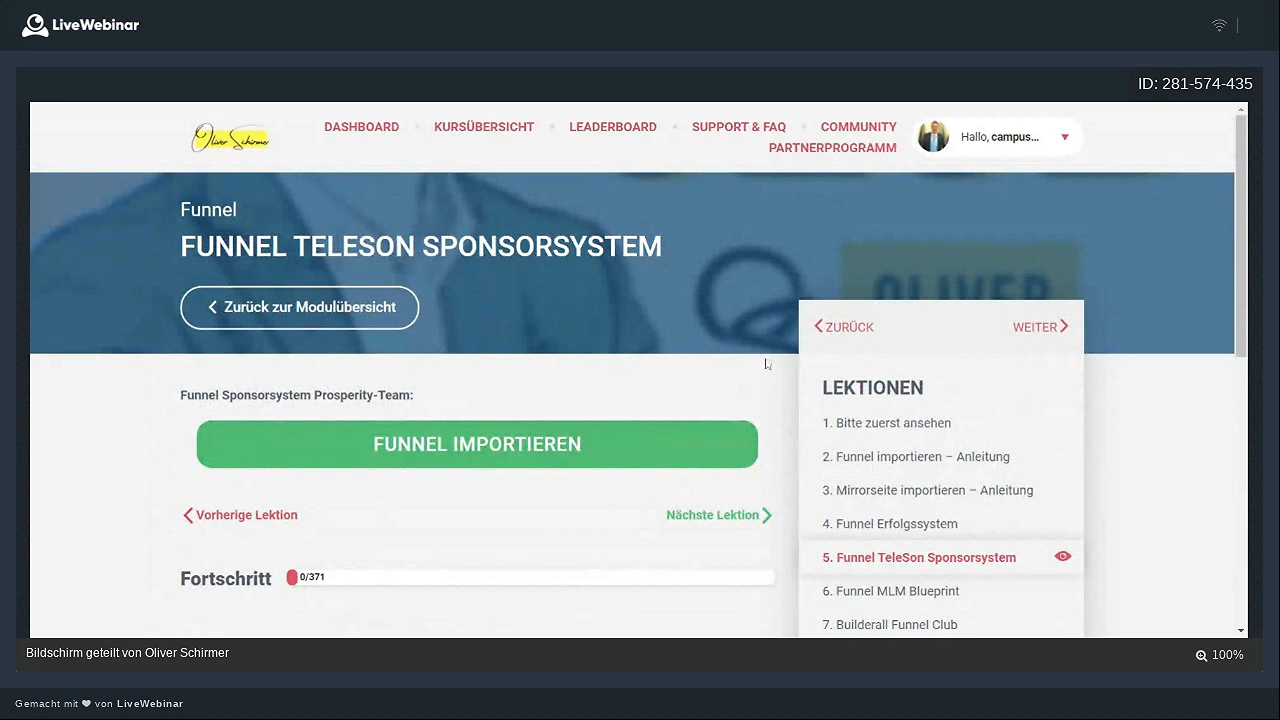 LiveWebinar
ID: 281-574-435
Oliver Schirmer
DASHBOARD
KURSÜBERSICHT
LEADERBOARD
SUPPORT & FAQ
COMMUNITY
PARTNERPROGRAMM
Hallo, campus...
Funnel
FUNNEL TELESON SPONSORSYSTEM
Zurück zur Modulübersicht
OLIVER
ZURÜCK
WEITER
Funnel Sponsorsystem Prosperity-Team:
FUNNEL IMPORTIEREN
Vorherige Lektion
Nächste Lektion
Fortschritt
0/371
LEKTIONEN
1. Bitte zuerst ansehen
2. Funnel importieren – Anleitung
3. Mirrorseite importieren – Anleitung
4. Funnel Erfolgssystem
5. Funnel TeleSon Sponsorsystem
6. Funnel MLM Blueprint
7. Builderall Funnel Club
Bildschirm geteilt von Oliver Schirmer
100%
Gemacht mit ❤ von LiveWebinar